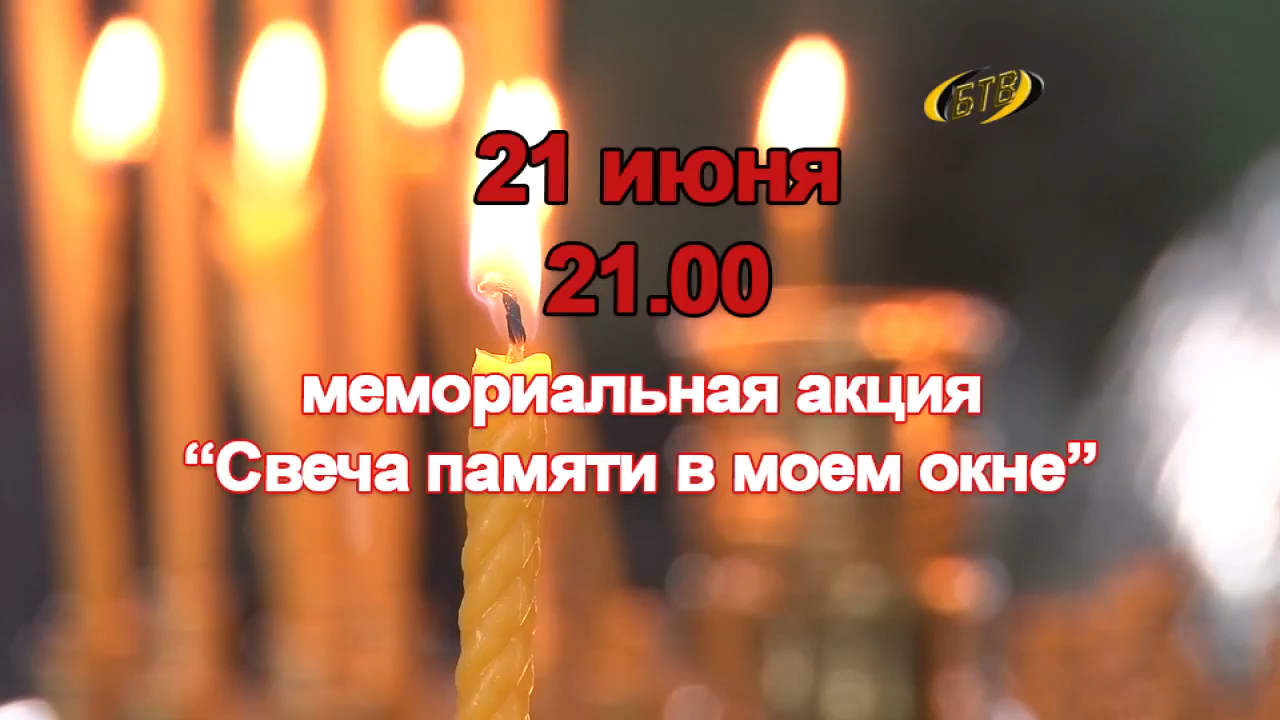 БТВ
21 июня
21.00
мемориальная акция
“Свеча памяти в моем окне”